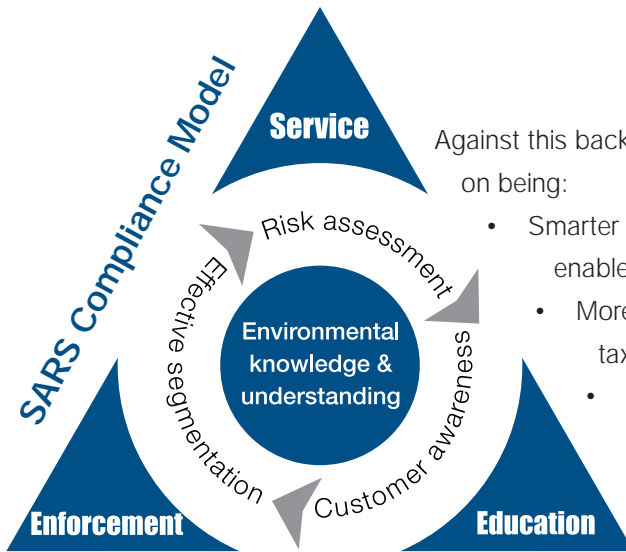 SARS Compliance Model
Service
Risk assessment
Customer awareness
Effective segmentation
Environmental
knowledge &
understanding
Enforcement
Education
Against this back
on being:
• Smarter
enable
• More
tax
•